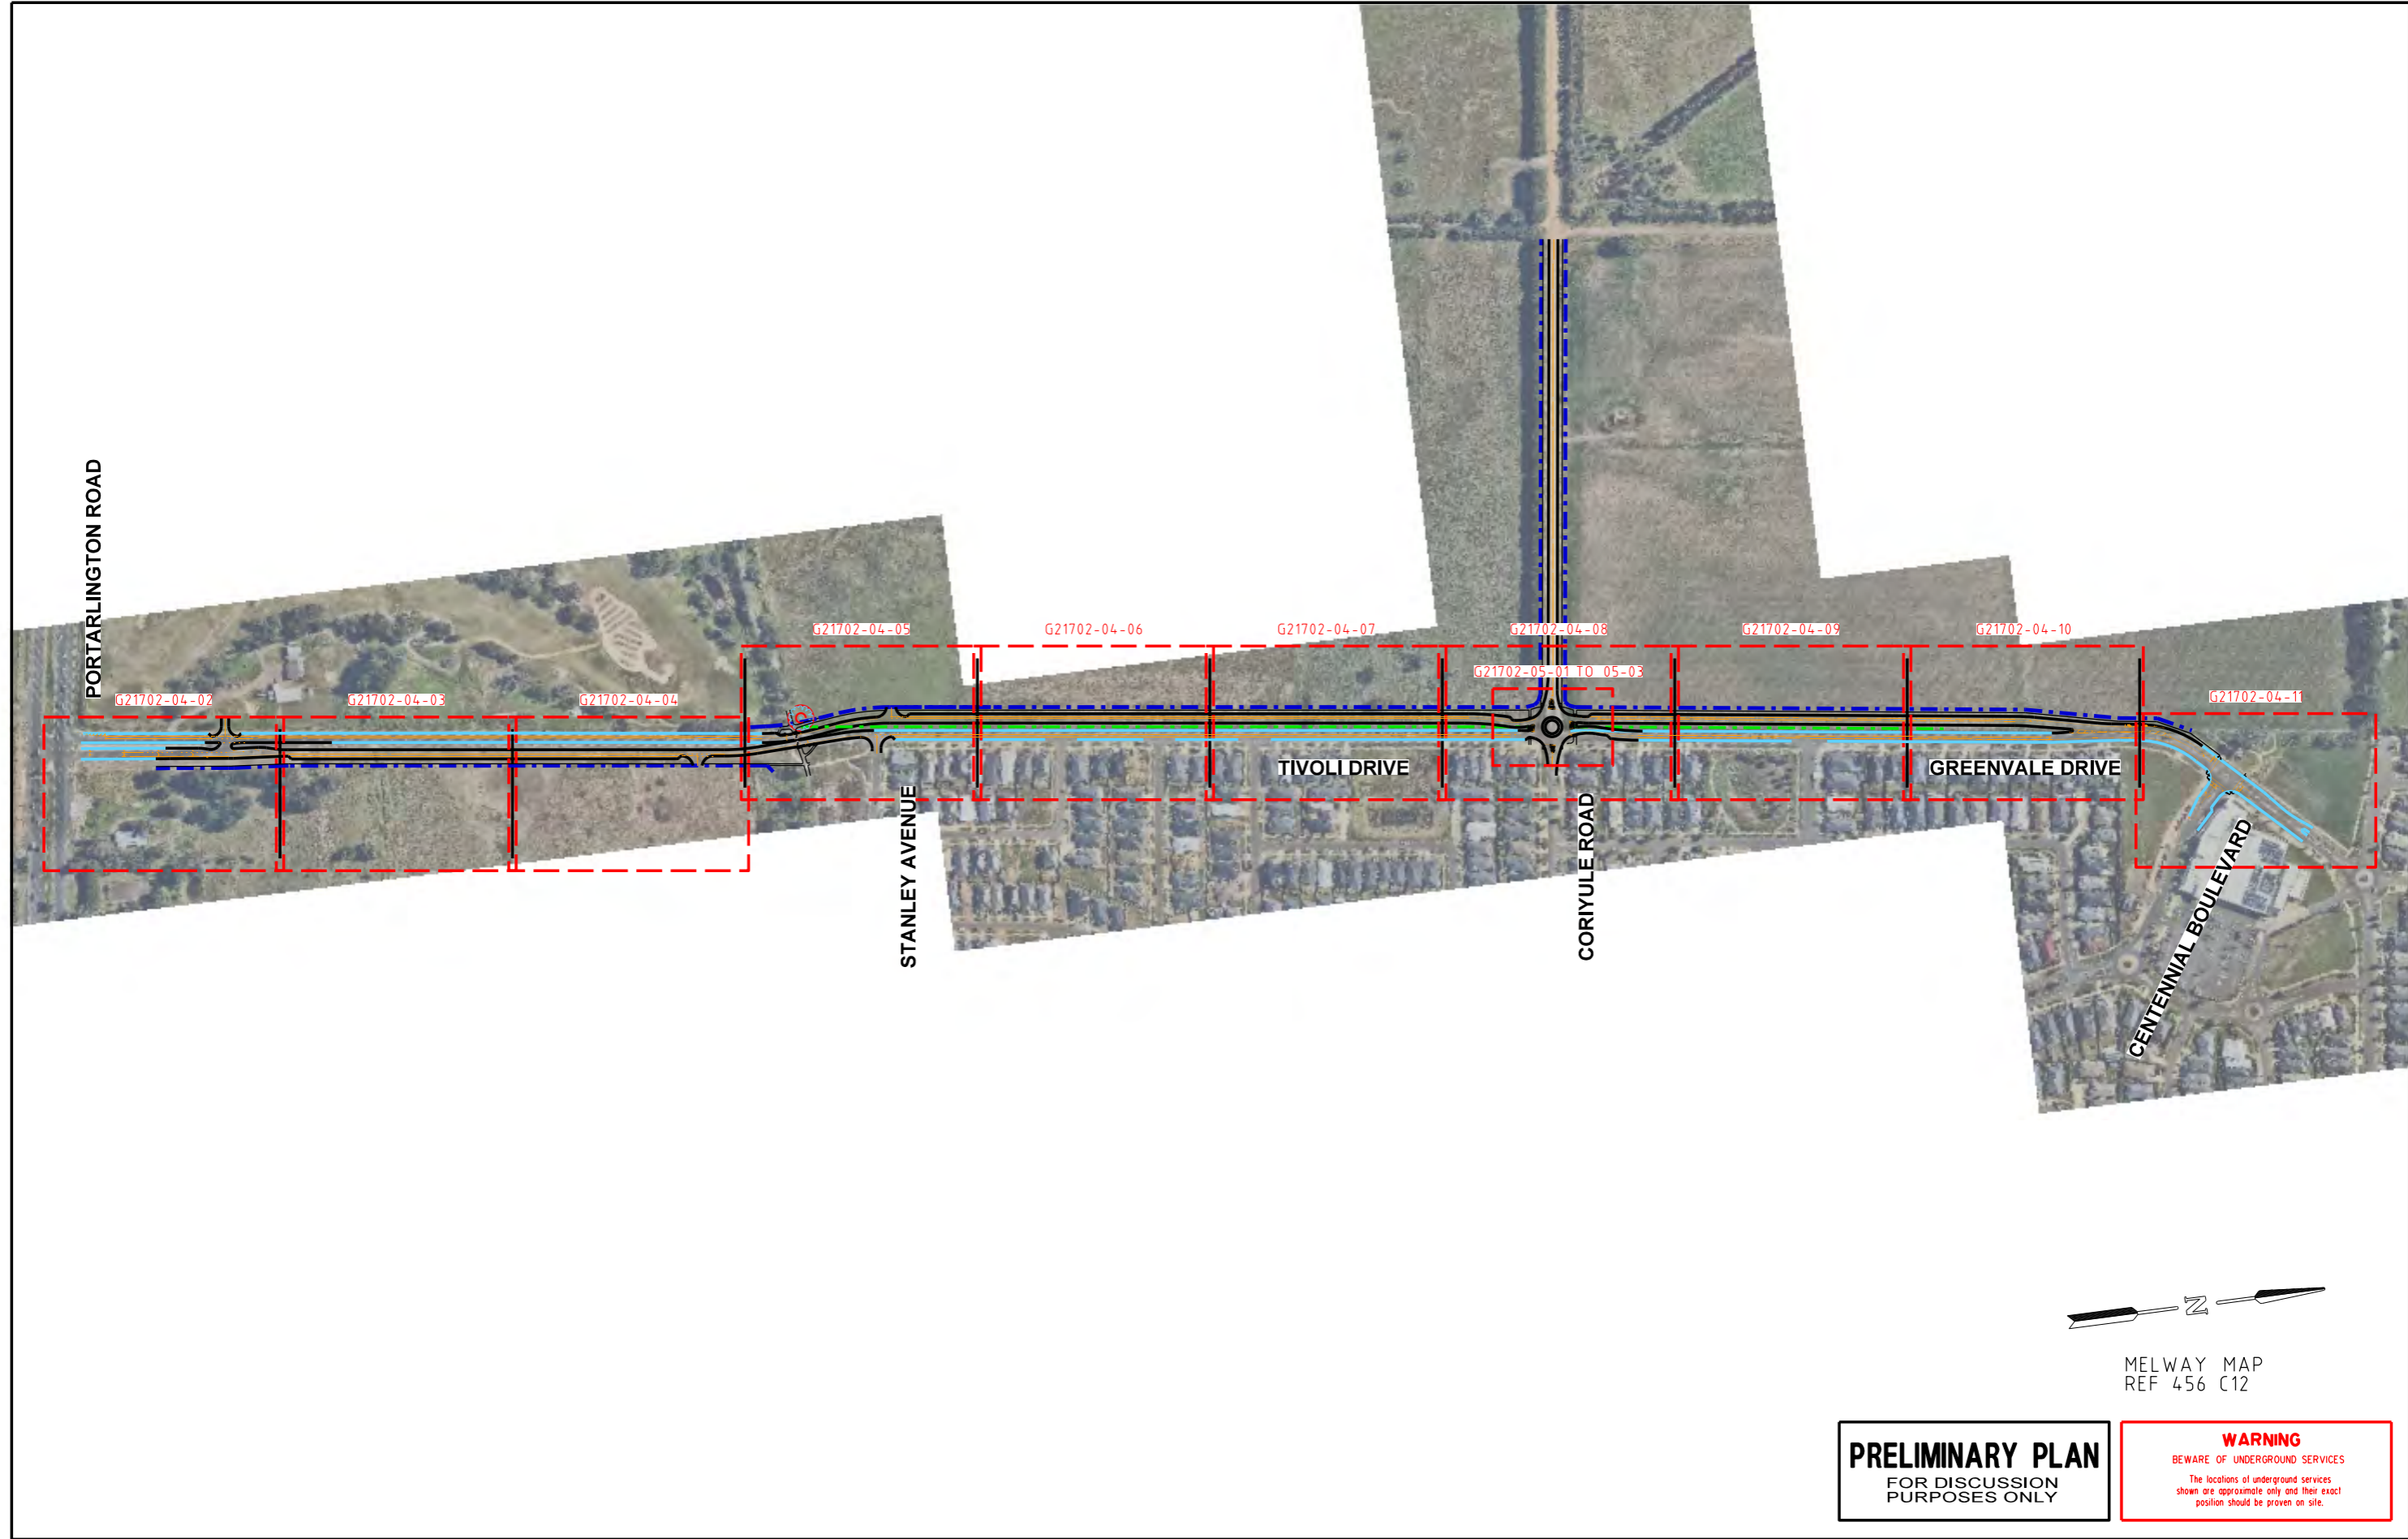 PORTARLINGTON ROAD
G21702-04-02
G21702-04-03
G21702-04-04
G21702-04-05
G21702-04-06
G21702-04-07
G21702-04-08
G21702-05-01 TO 05-03
G21702-04-09
G21702-04-10
G21702-04-11
STANLEY AVENUE
TIVOLI DRIVE
CORIYULE ROAD
GREENVALE DRIVE
CENTENNIAL BOULEVARD
N
MELWAY MAP
REF 456 C12
PRELIMINARY PLAN
FOR DISCUSSION
PURPOSES ONLY
WARNING
BEWARE OF UNDERGROUND SERVICES
The locations of underground services
shown are approximate only and their exact
position should be proven on site.